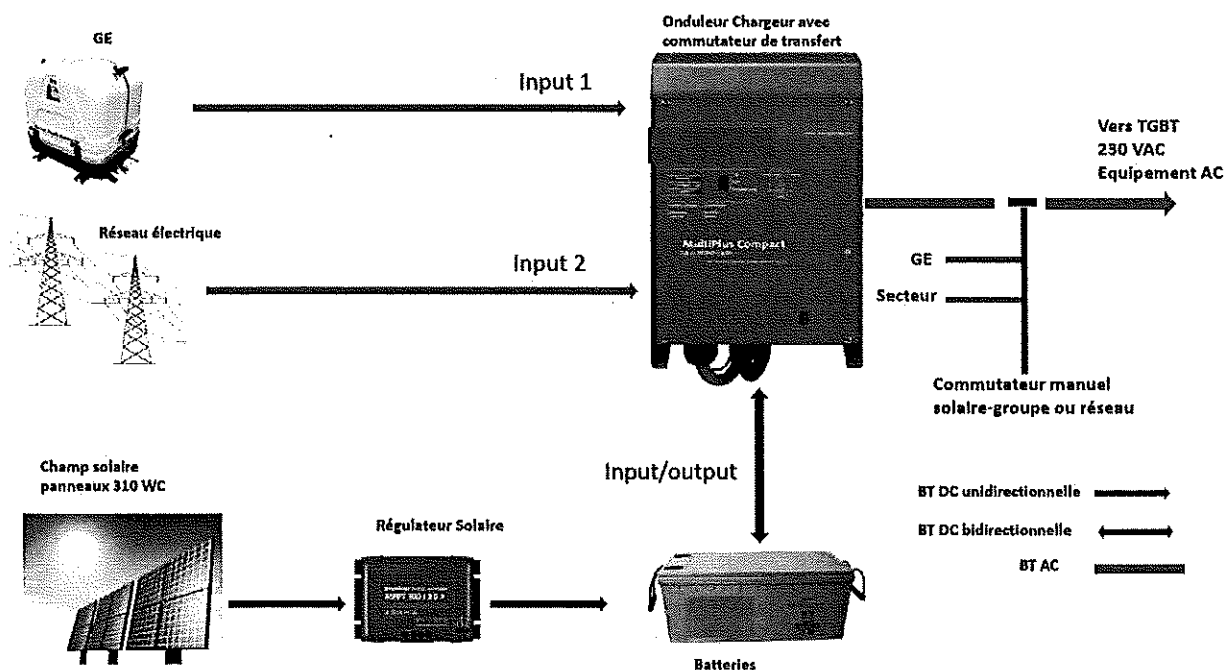 GE
Onduleur Chargeur avec
commutateur de transfert
Input 1
Vers TGBT
230 VAC
Equipement AC
Réseau électrique
Input 2
MultiPlus Compact
GE
Secteur
Commutateur manuel
solaire-groupe ou réseau
Input/output
Champ solaire
panneaux 310 WC
Régulateur Solaire
BT DC unidirectionnelle
BT DC bidirectionnelle
BT AC
Batteries